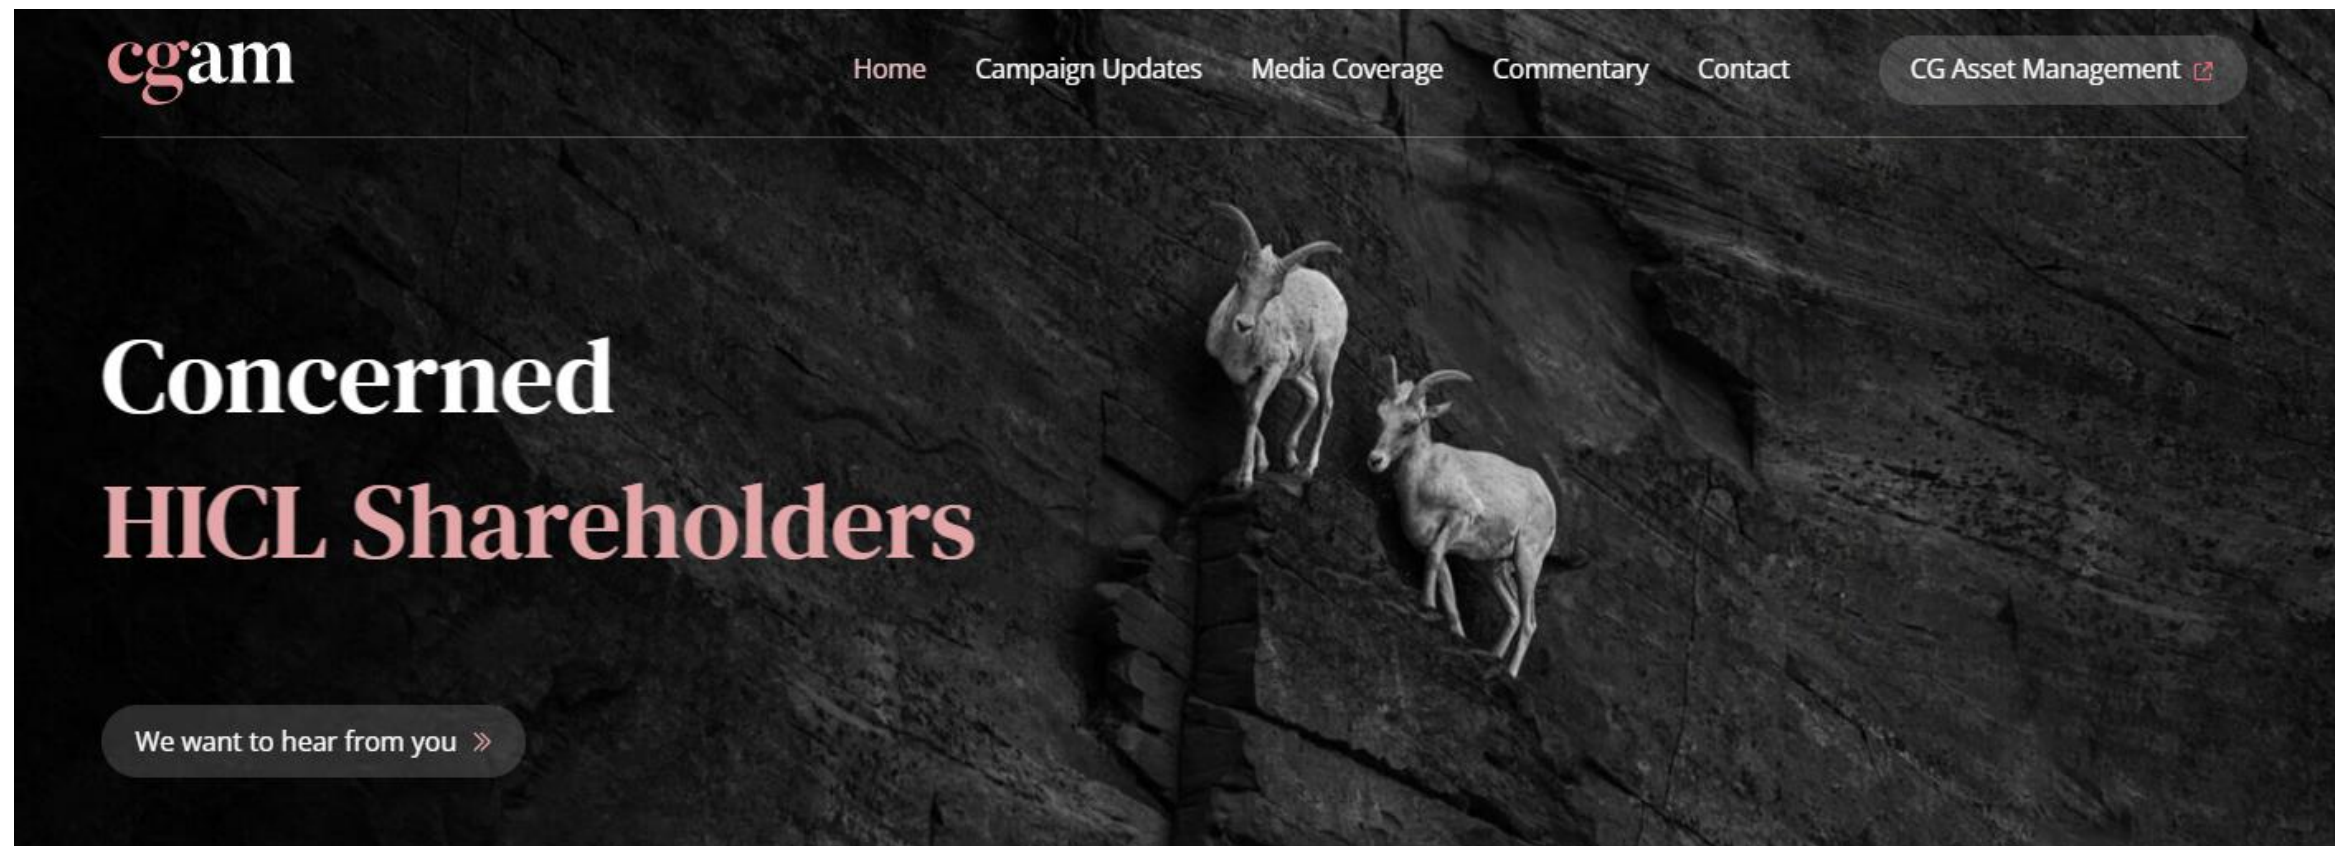 cgam
Home Campaign Updates Media Coverage Commentary Contact CG Asset Management
Concerned
HICL Shareholders
We want to hear from you